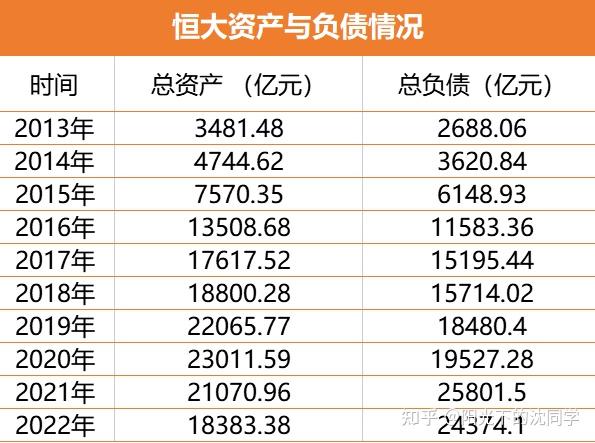 恒大资产与负债情况
时间 总资产 （亿元） 总负债（亿元）
2013年 3481.48 2688.06
2014年 4744.62 3620.84
2015年 7570.35 6148.93
2016年 13508.68 11583.36
2017年 17617.52 15195.44
2018年 18800.28 15714.02
2019年 22065.77 18480.4
2020年 23011.59 19527.28
2021年 21070.96 25801.5
2022年 18383.38 24374.1
知乎 @阳光下的沈同学